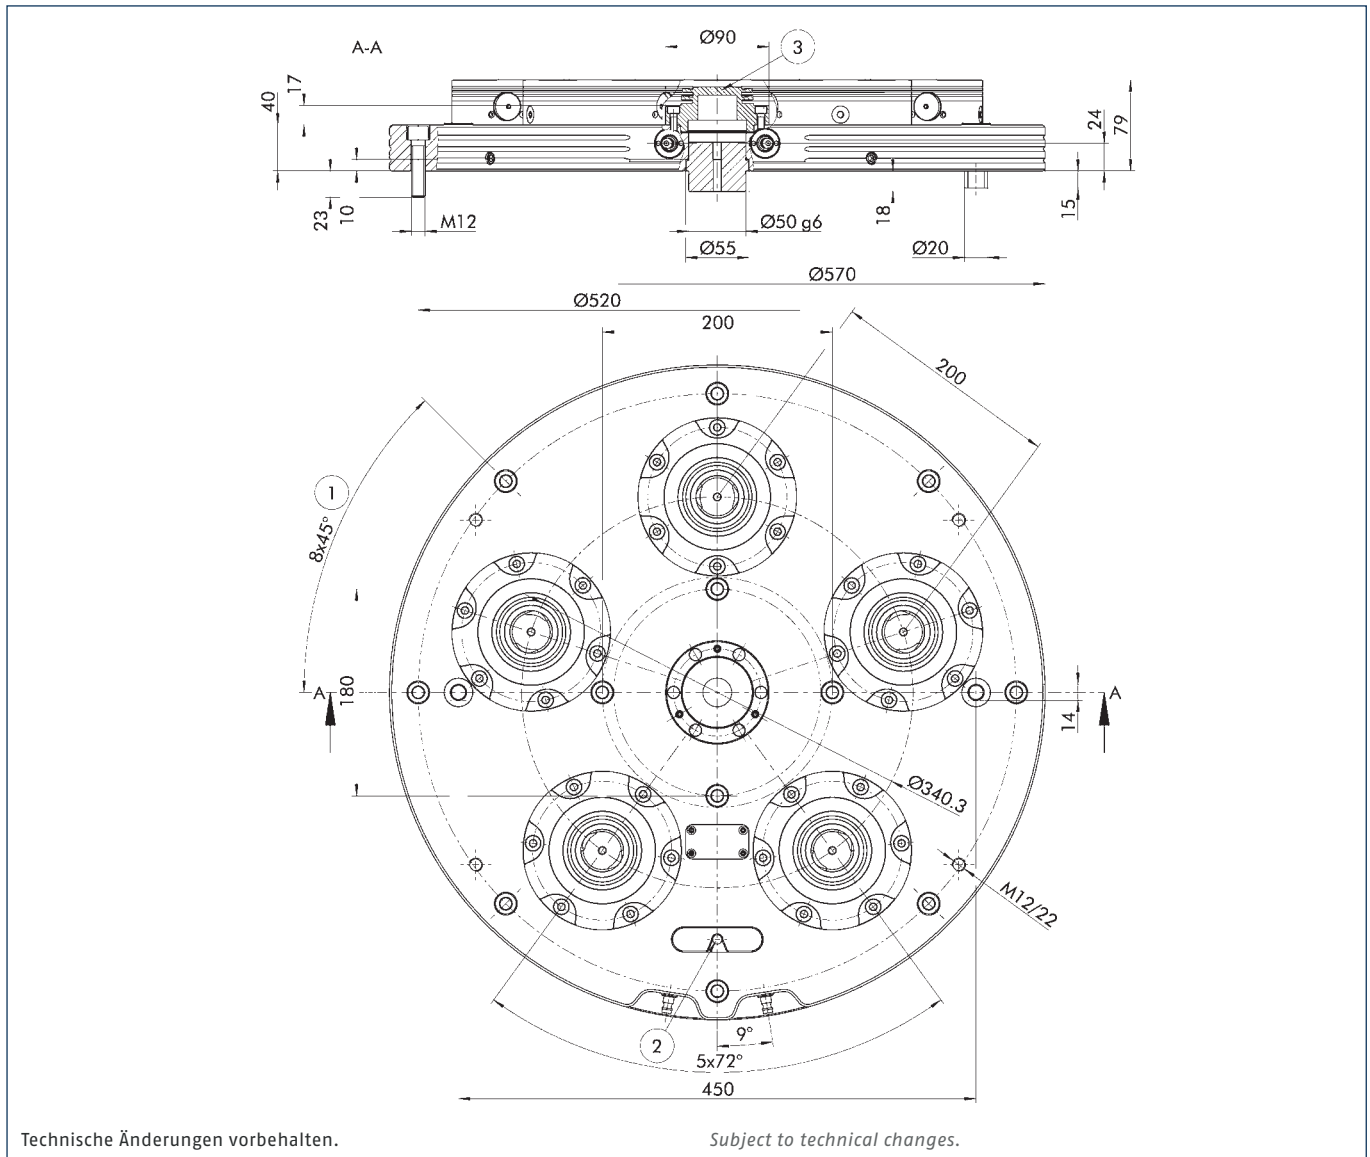 A-A
Ø90
3
17
40
24
79
23
10
M12
Ø50 g6
18
15
Ø55
Ø20
Ø570
Ø520
200
200
1
8x45°
180
A
A
14
Ø340.3
M12/22
2
9°
5x72°
450
Technische Änderungen vorbehalten.
Subject to technical changes.